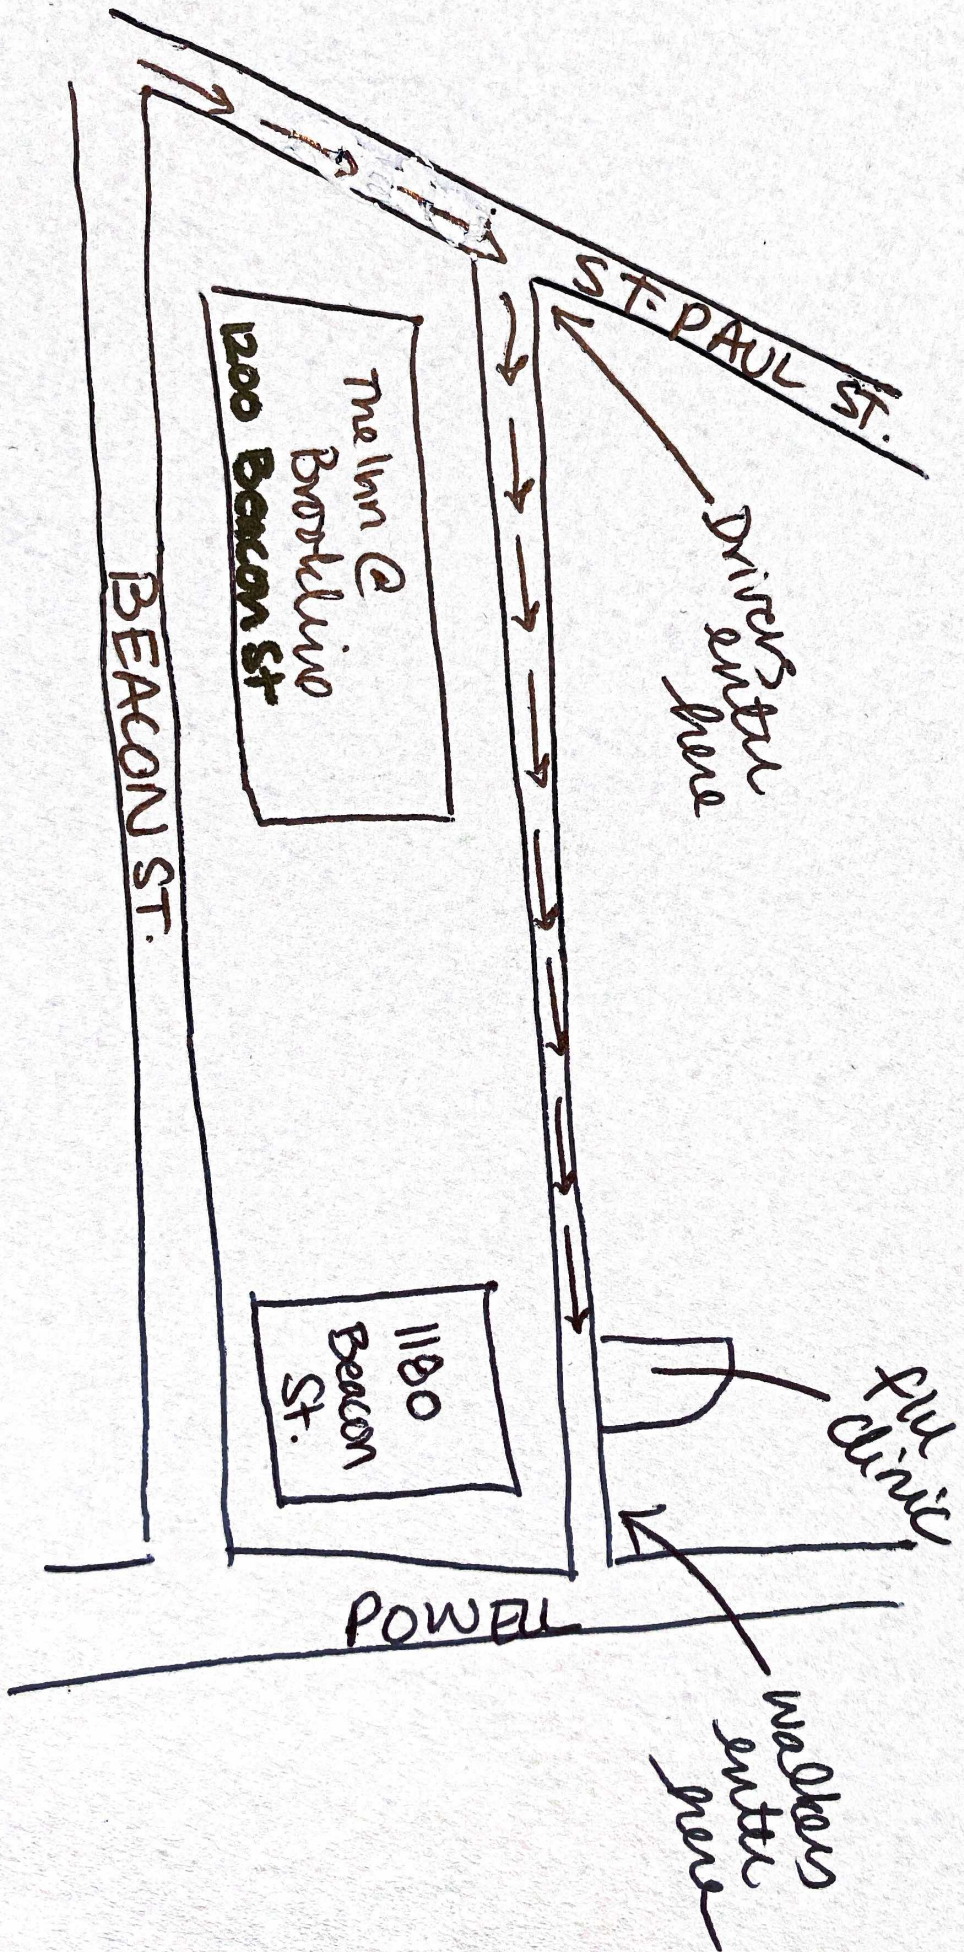 ST. PAUL ST.
Drivers
enter
here
The Inn @
Brookline
1200 Beacon St
BEACON ST.
flu
clinic
1180
Beacon
St.
POWELL
walkers
enter
here